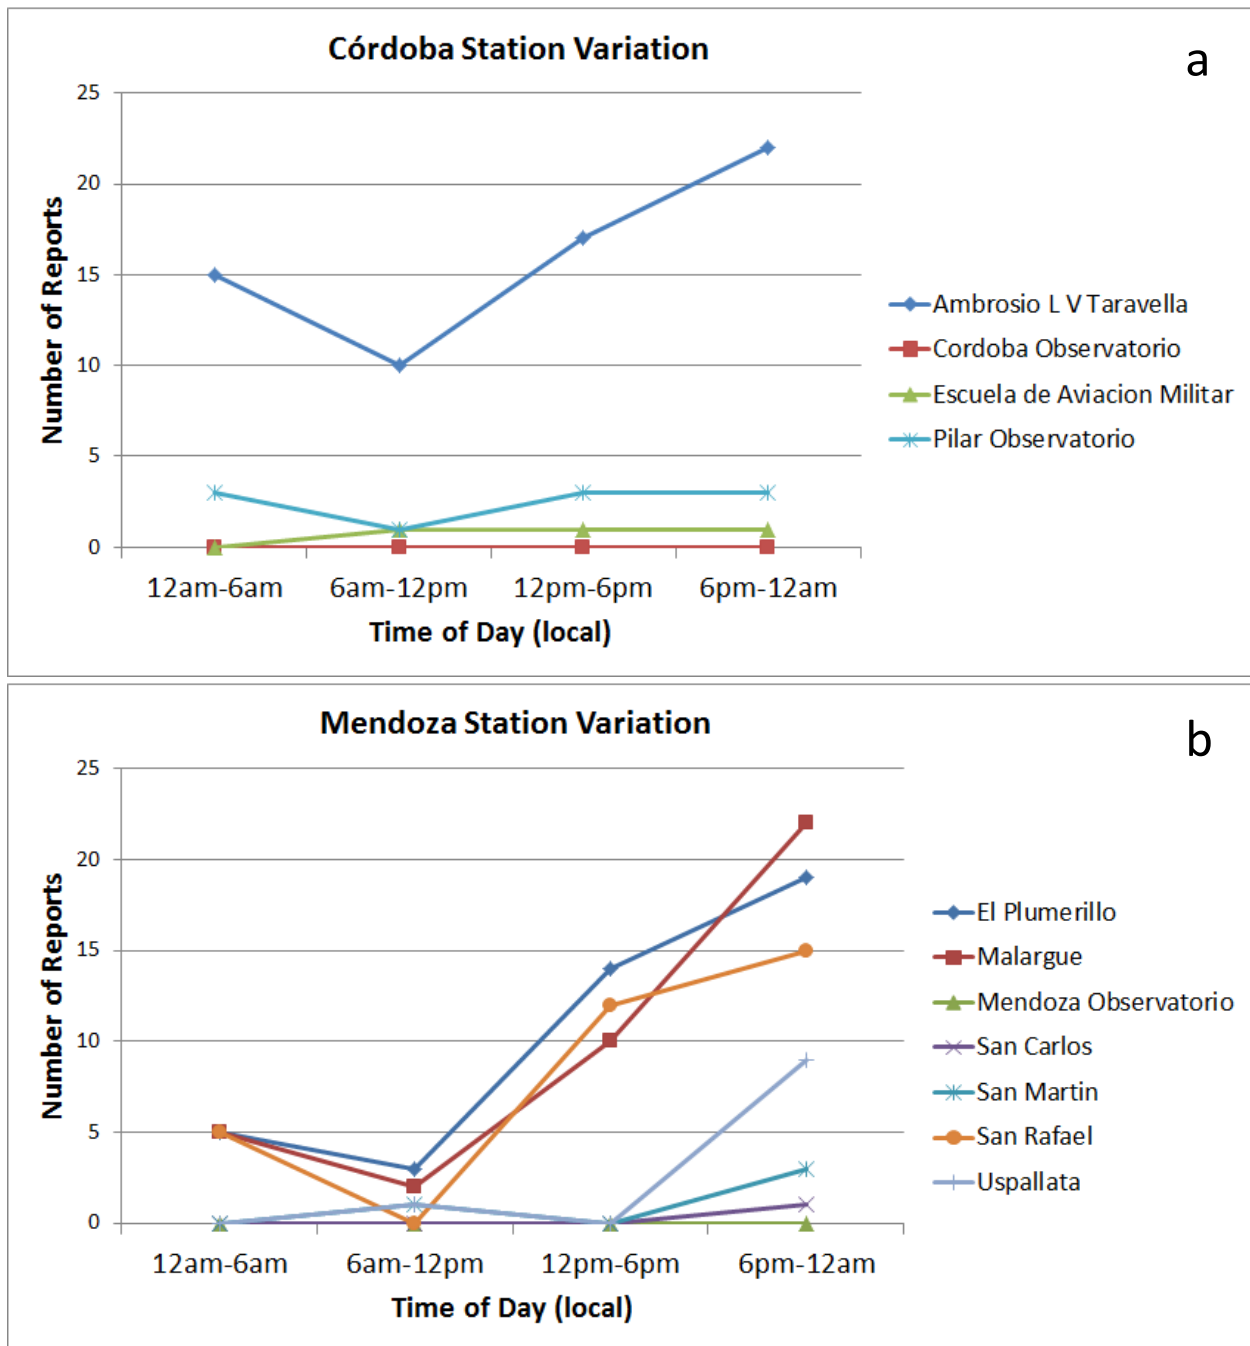 Córdoba Station Variation
a
25
20
15
10
5
0
Number of Reports
12am-6am 6am-12pm 12pm-6pm 6pm-12am
Time of Day (local)
Ambrosio L V Taravella
Cordoba Observatorio
Escuela de Aviacion Militar
Pilar Observatorio
Mendoza Station Variation
b
25
20
15
10
5
0
Number of Reports
12am-6am 6am-12pm 12pm-6pm 6pm-12am
Time of Day (local)
El Plumerillo
Malargue
Mendoza Observatorio
San Carlos
San Martin
San Rafael
Uspallata